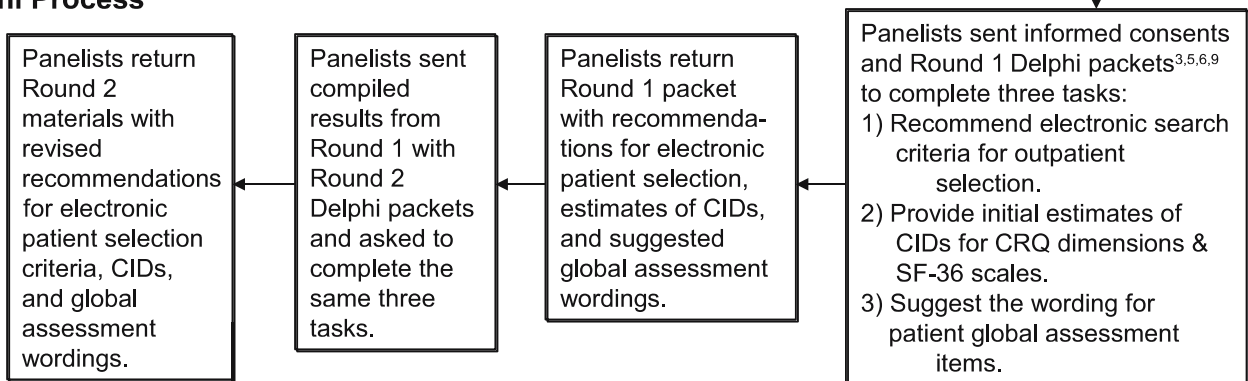 Panelists sent informed consents
and Round 1 Delphi packets3,5,6,9
to complete three tasks:
1) Recommend electronic search
criteria for outpatient
selection.
2) Provide initial estimates of
CIDs for CRQ dimensions &
SF-36 scales.
3) Suggest the wording for
patient global assessment
items.
Panelists return
Round 1 packet
with recommenda-
tions for electronic
patient selection,
estimates of CIDs,
and suggested
global assessment
wordings.
Panelists sent
compiled
results from
Round 1 with
Round 2
Delphi packets
and asked to
complete the
same three
tasks.
Panelists return
Round 2
materials with
revised
recommendations
for electronic
patient selection
criteria, CIDs,
and global
assessment
wordings.